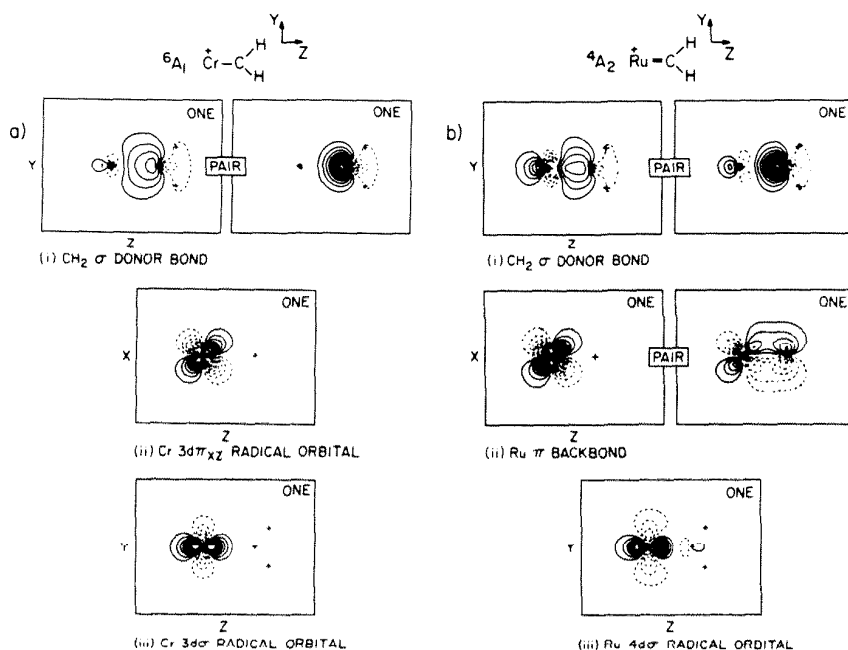 Y
Z
⁶A₁ Cr⁺—C H H
a)
ONE
ONE
Y
PAIR
Z
(i) CH₂ σ DONOR BOND
ONE
X
Z
(ii) Cr 3dπxz RADICAL ORBITAL
ONE
Y
Z
(iii) Cr 3dσ RADICAL ORBITAL
Y
Z
⁴A₂ Ru⁺=C H H
b)
ONE
ONE
Y
PAIR
Z
(i) CH₂ σ DONOR BOND
ONE
ONE
X
PAIR
Z
(ii) Ru π BACKBOND
ONE
Y
Z
(iii) Ru 4dσ RADICAL ORDITAL